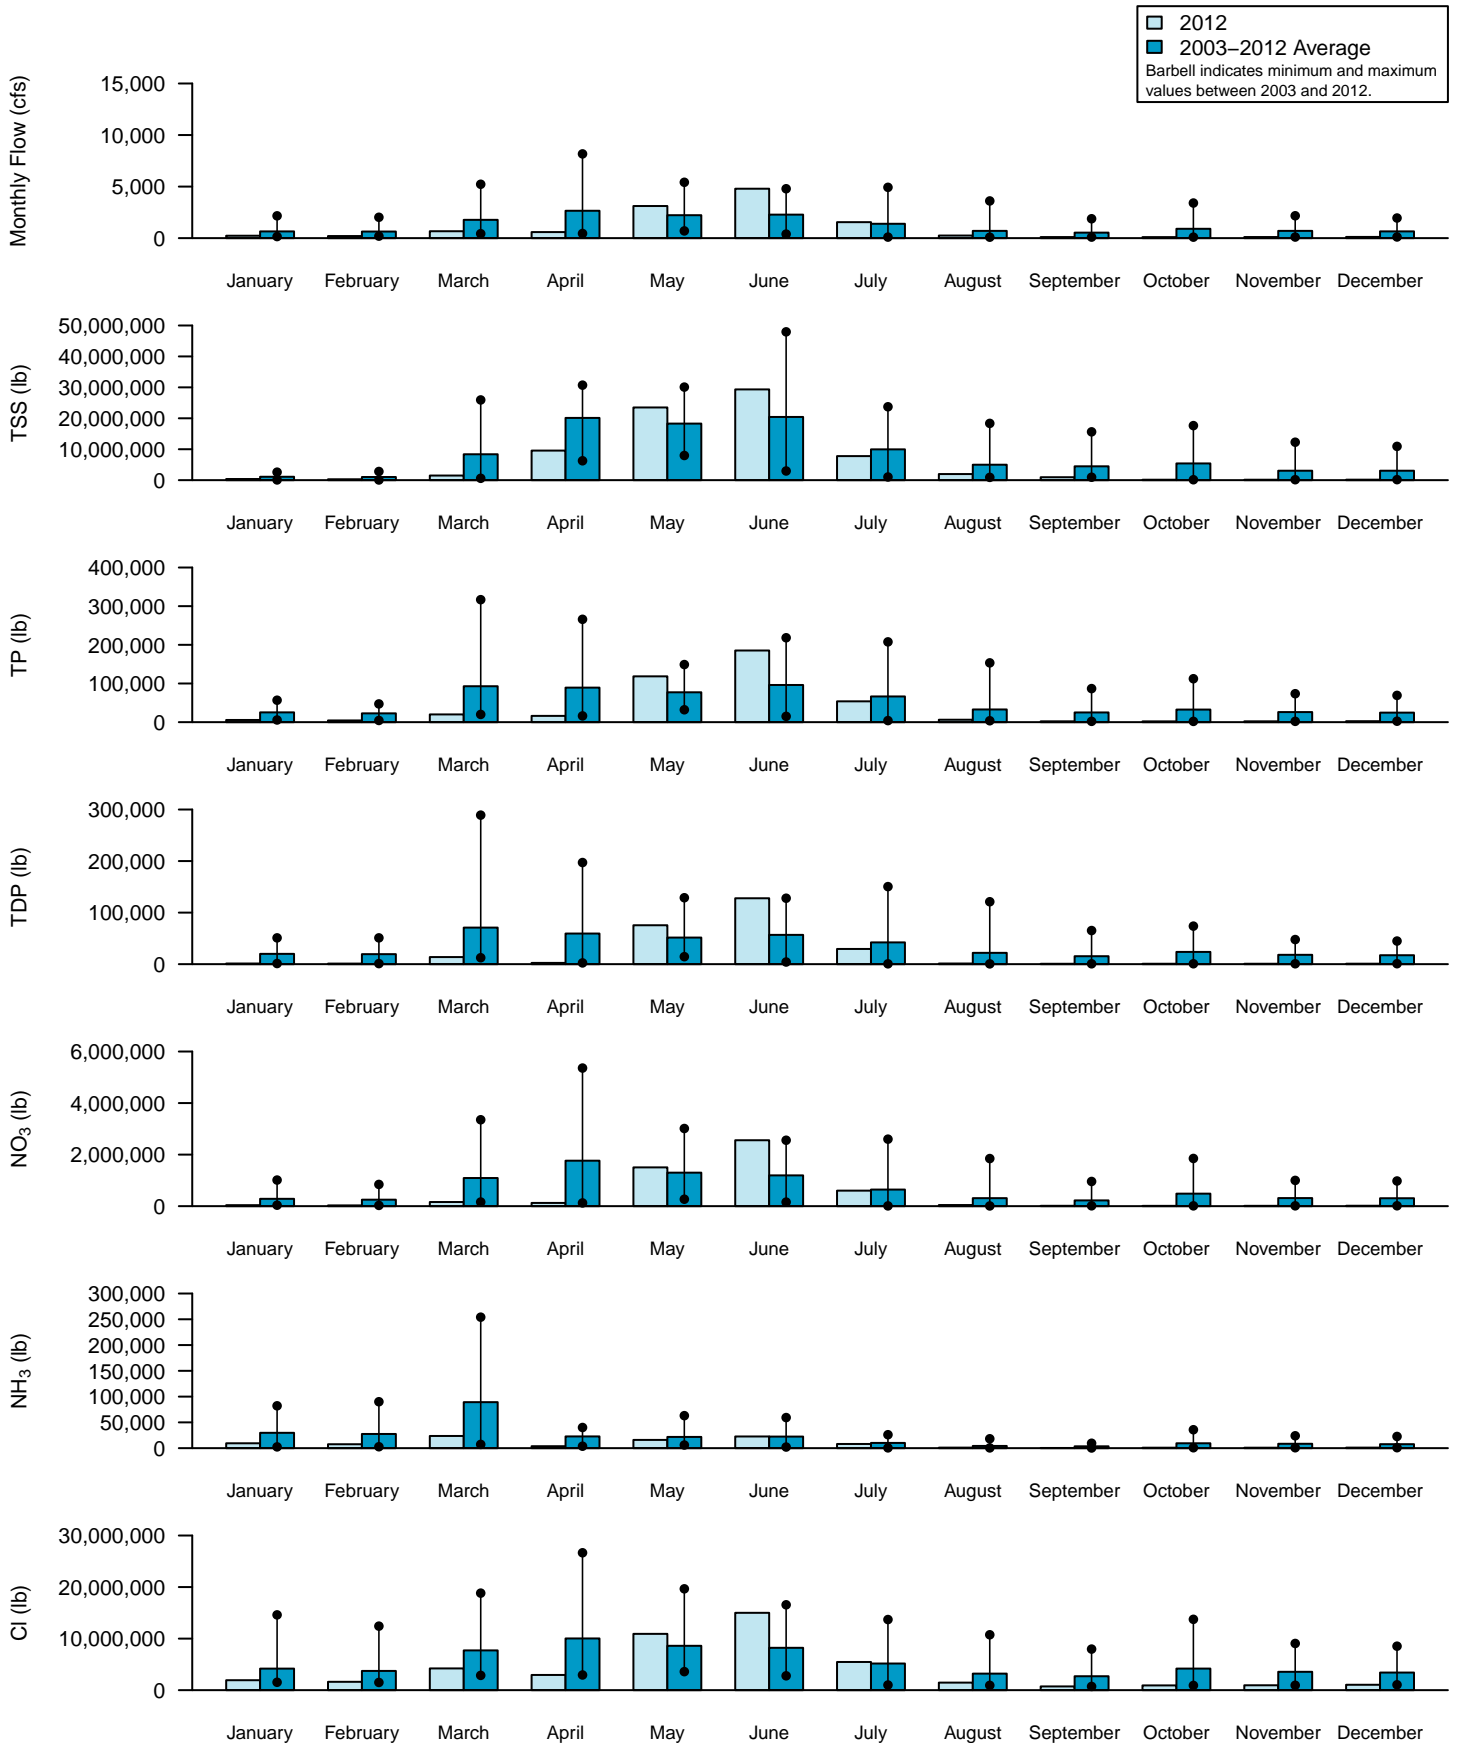 2012
2003–2012 Average
Barbell indicates minimum and maximum
values between 2003 and 2012.
Monthly Flow (cfs)
15,000
10,000
5,000
0
January February March April May June July August September October November December
TSS (lb)
50,000,000
40,000,000
30,000,000
20,000,000
10,000,000
0
January February March April May June July August September October November December
TP (lb)
400,000
300,000
200,000
100,000
0
January February March April May June July August September October November December
TDP (lb)
300,000
200,000
100,000
0
January February March April May June July August September October November December
NO₃ (lb)
6,000,000
4,000,000
2,000,000
0
January February March April May June July August September October November December
NH₃ (lb)
300,000
250,000
200,000
150,000
100,000
50,000
0
January February March April May June July August September October November December
Cl (lb)
30,000,000
20,000,000
10,000,000
0
January February March April May June July August September October November December